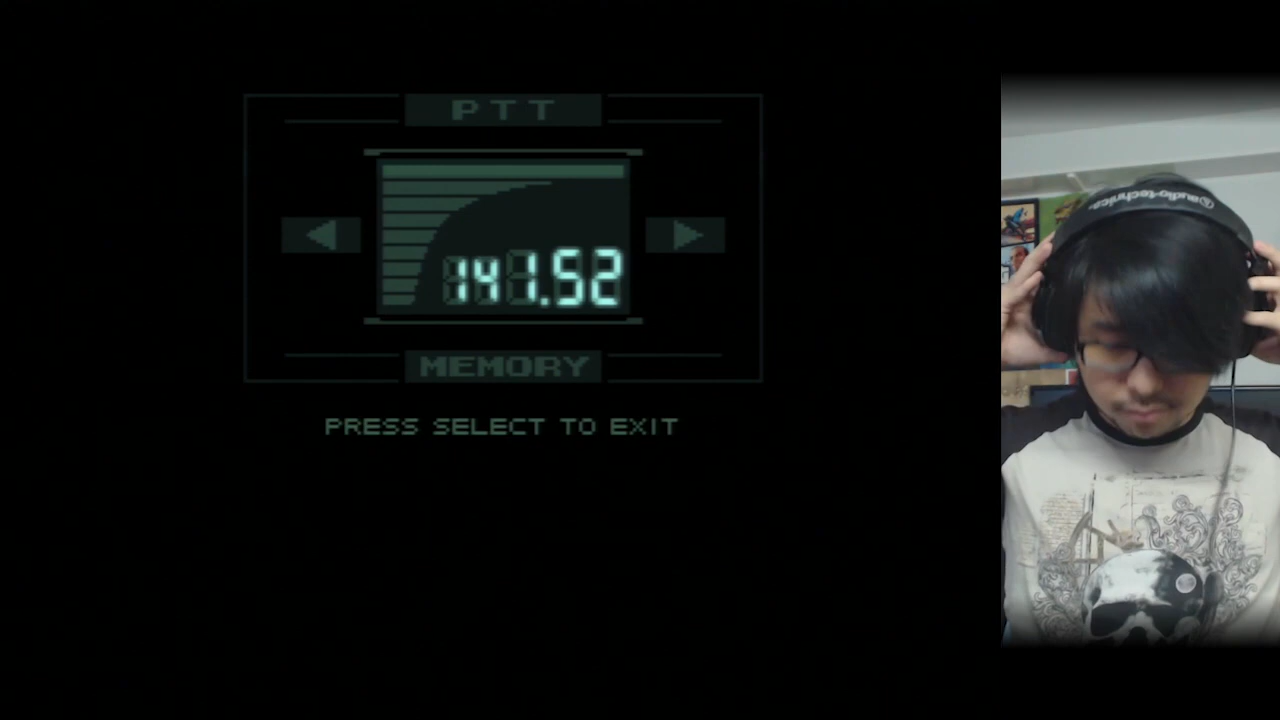 PTT
141.52
MEMORY
PRESS SELECT TO EXIT
audio-technica